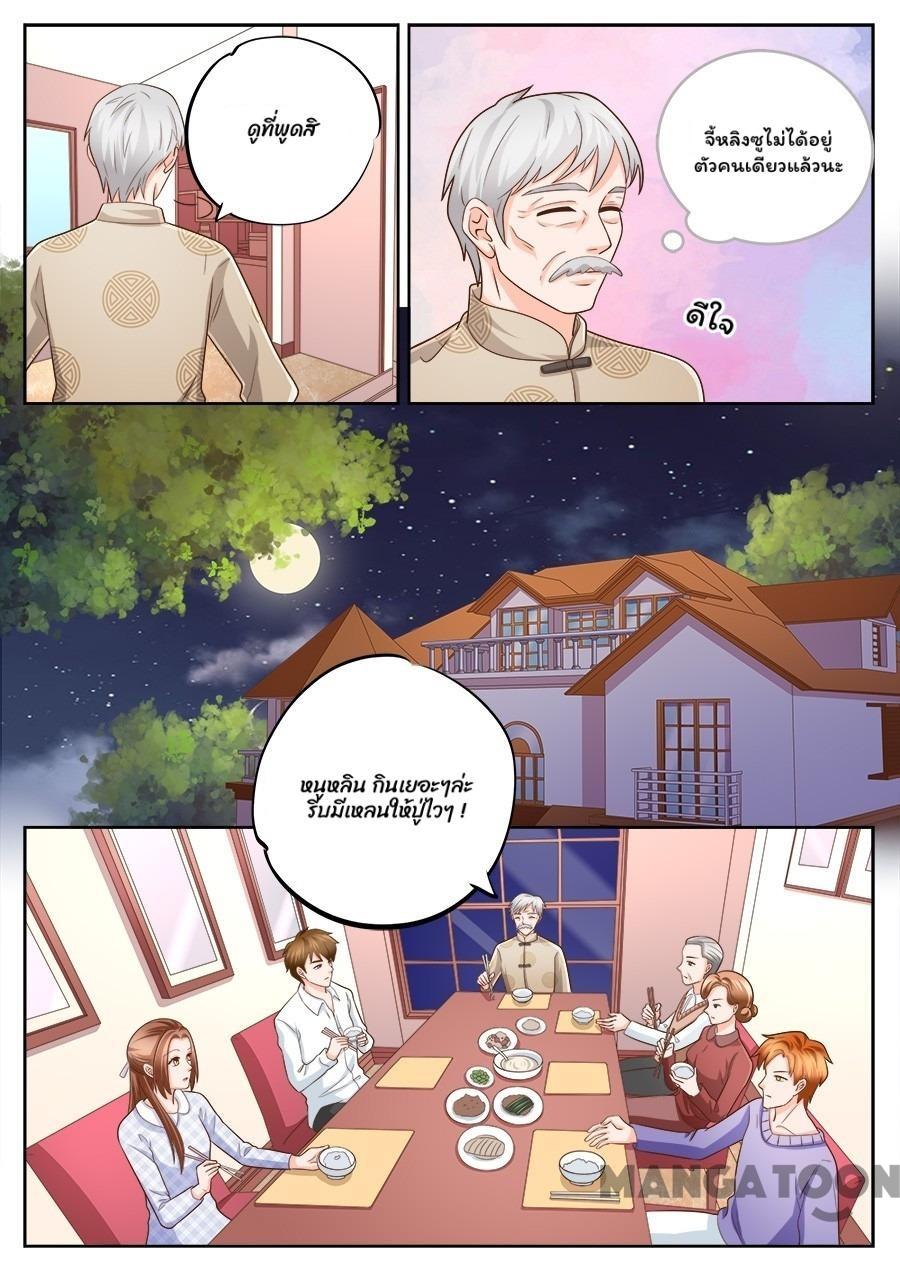 ดูที่พูดสิ
จี้หลิงซูไม่ได้อยู่
ตัวคนเดียวแล้วนะ
ดีใจ
หนูหลิน กินเยอะๆล่ะ
รีบมีเหลนให้ปู่ไวๆ !
MANGATOON